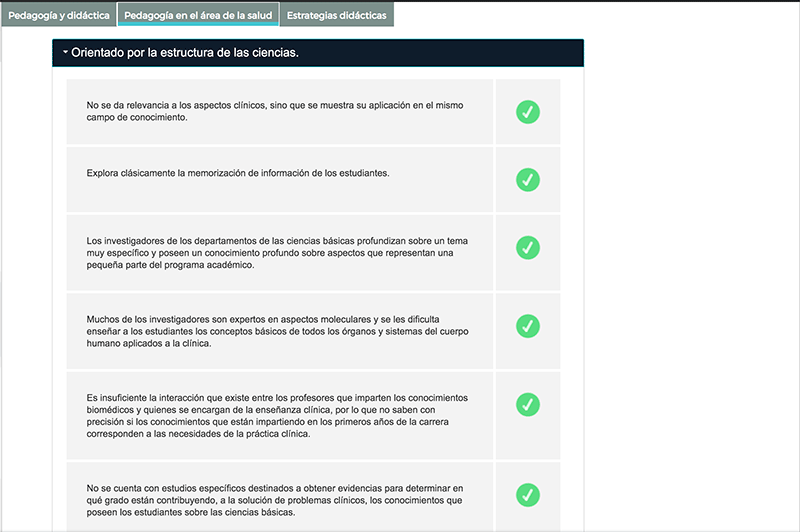 Pedagogía y didáctica
Pedagogía en el área de la salud
Estrategias didácticas
Orientado por la estructura de las ciencias.
No se da relevancia a los aspectos clínicos, sino que se muestra su aplicación en el mismo
campo de conocimiento.
Explora clásicamente la memorización de información de los estudiantes.
Los investigadores de los departamentos de las ciencias básicas profundizan sobre un tema
muy específico y poseen un conocimiento profundo sobre aspectos que representan una
pequeña parte del programa académico.
Muchos de los investigadores son expertos en aspectos moleculares y se les dificulta
enseñar a los estudiantes los conceptos básicos de todos los órganos y sistemas del cuerpo
humano aplicados a la clínica.
Es insuficiente la interacción que existe entre los profesores que imparten los conocimientos
biomédicos y quienes se encargan de la enseñanza clínica, por lo que no saben con
precisión si los conocimientos que están impartiendo en los primeros años de la carrera
corresponden a las necesidades de la práctica clínica.
No se cuenta con estudios específicos destinados a obtener evidencias para determinar en
qué grado están contribuyendo, a la solución de problemas clínicos, los conocimientos que
poseen los estudiantes sobre las ciencias básicas.